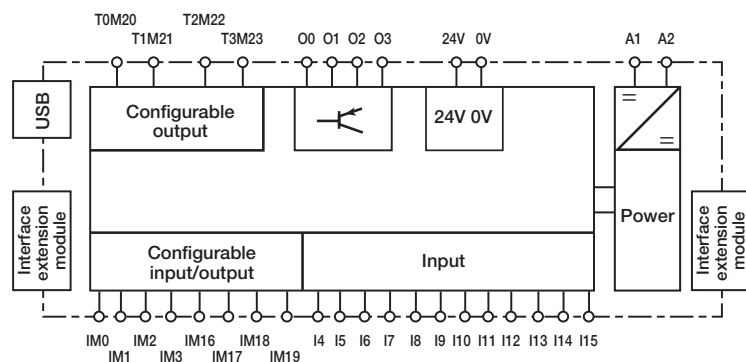 T0M20 T2M22 O0 O1 O2 O3 24V 0V A1 A2
T1M21 T3M23
USB
Configurable
output
24V 0V
=
=
Interface
extension
module
Power
Interface
extension
module
Configurable
input/output
Input
IM0 IM2 IM16 IM18 I4 I5 I6 I7 I8 I9 I10 I11 I12 I13 I14 I15
IM1 IM3 IM17 IM19